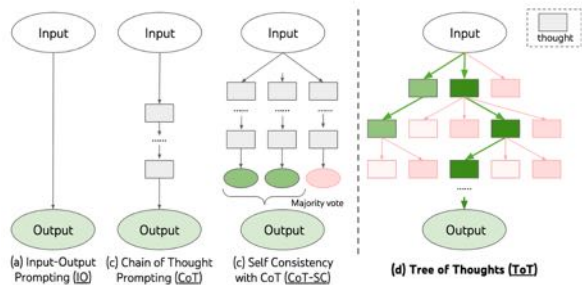 Input
Input
Input
Input
thought
......
......
......
......
......
Majority vote
Output
Output
Output
Output
(a) Input-Output
Prompting (IO)
(c) Chain of Thought
Prompting (CoT)
(c) Self Consistency
with CoT (CoT-SC)
(d) Tree of Thoughts (ToT)